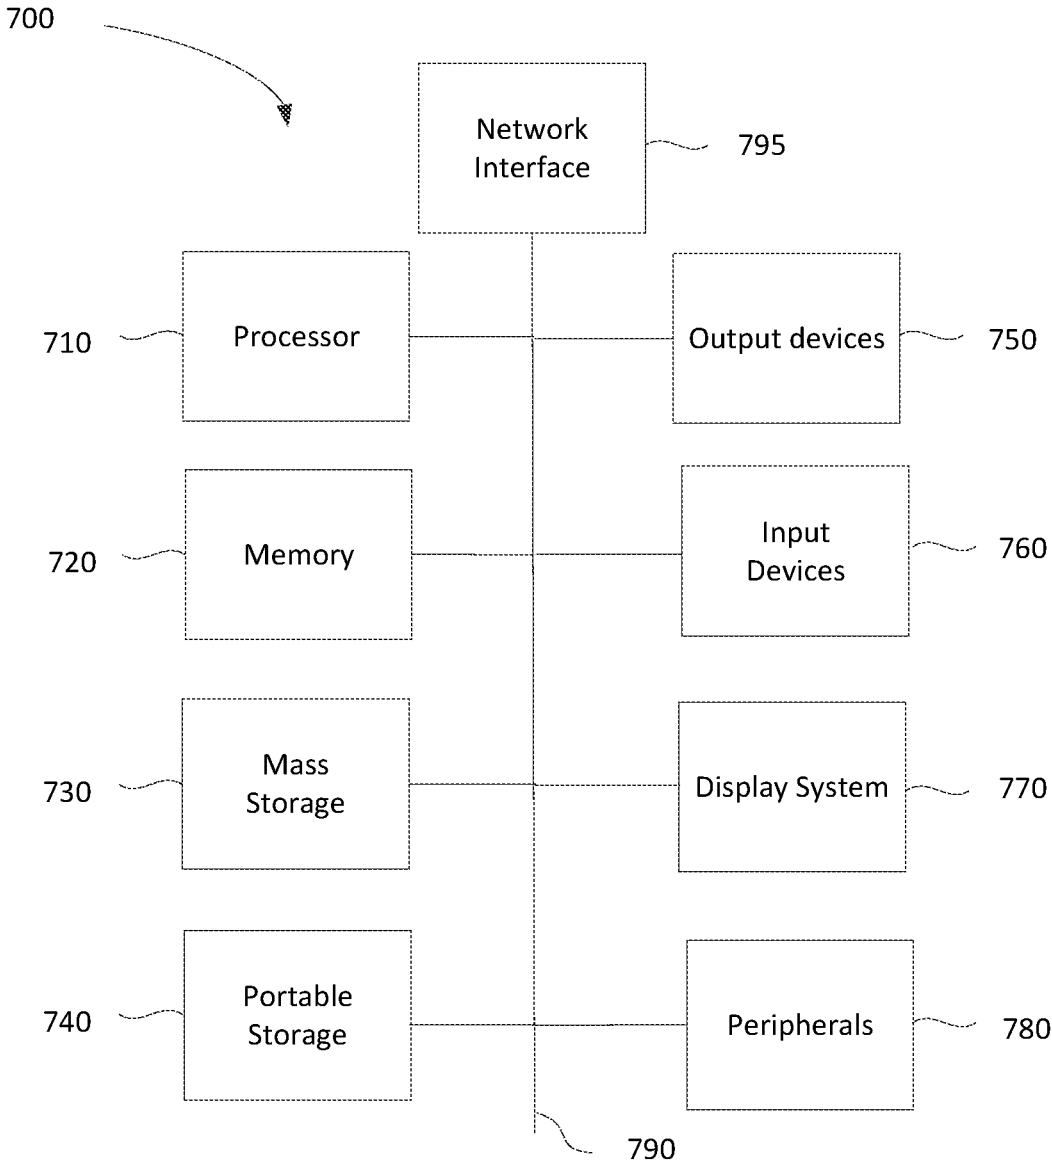 700
Network
Interface
795
Processor
710
Output devices
750
Memory
720
Input
Devices
760
Mass
Storage
730
Display System
770
Portable
Storage
740
Peripherals
780
790